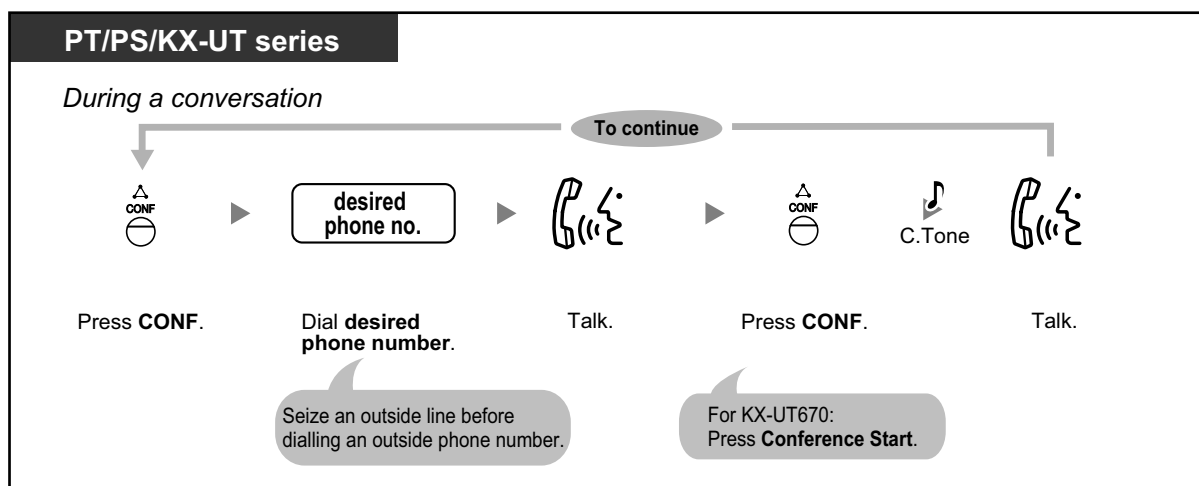 PT/PS/KX-UT series
During a conversation
To continue
CONF
desired
phone no.
CONF
C.Tone
Press CONF.
Dial desired
phone number.
Talk.
Press CONF.
Talk.
Seize an outside line before
dialling an outside phone number.
For KX-UT670:
Press Conference Start.